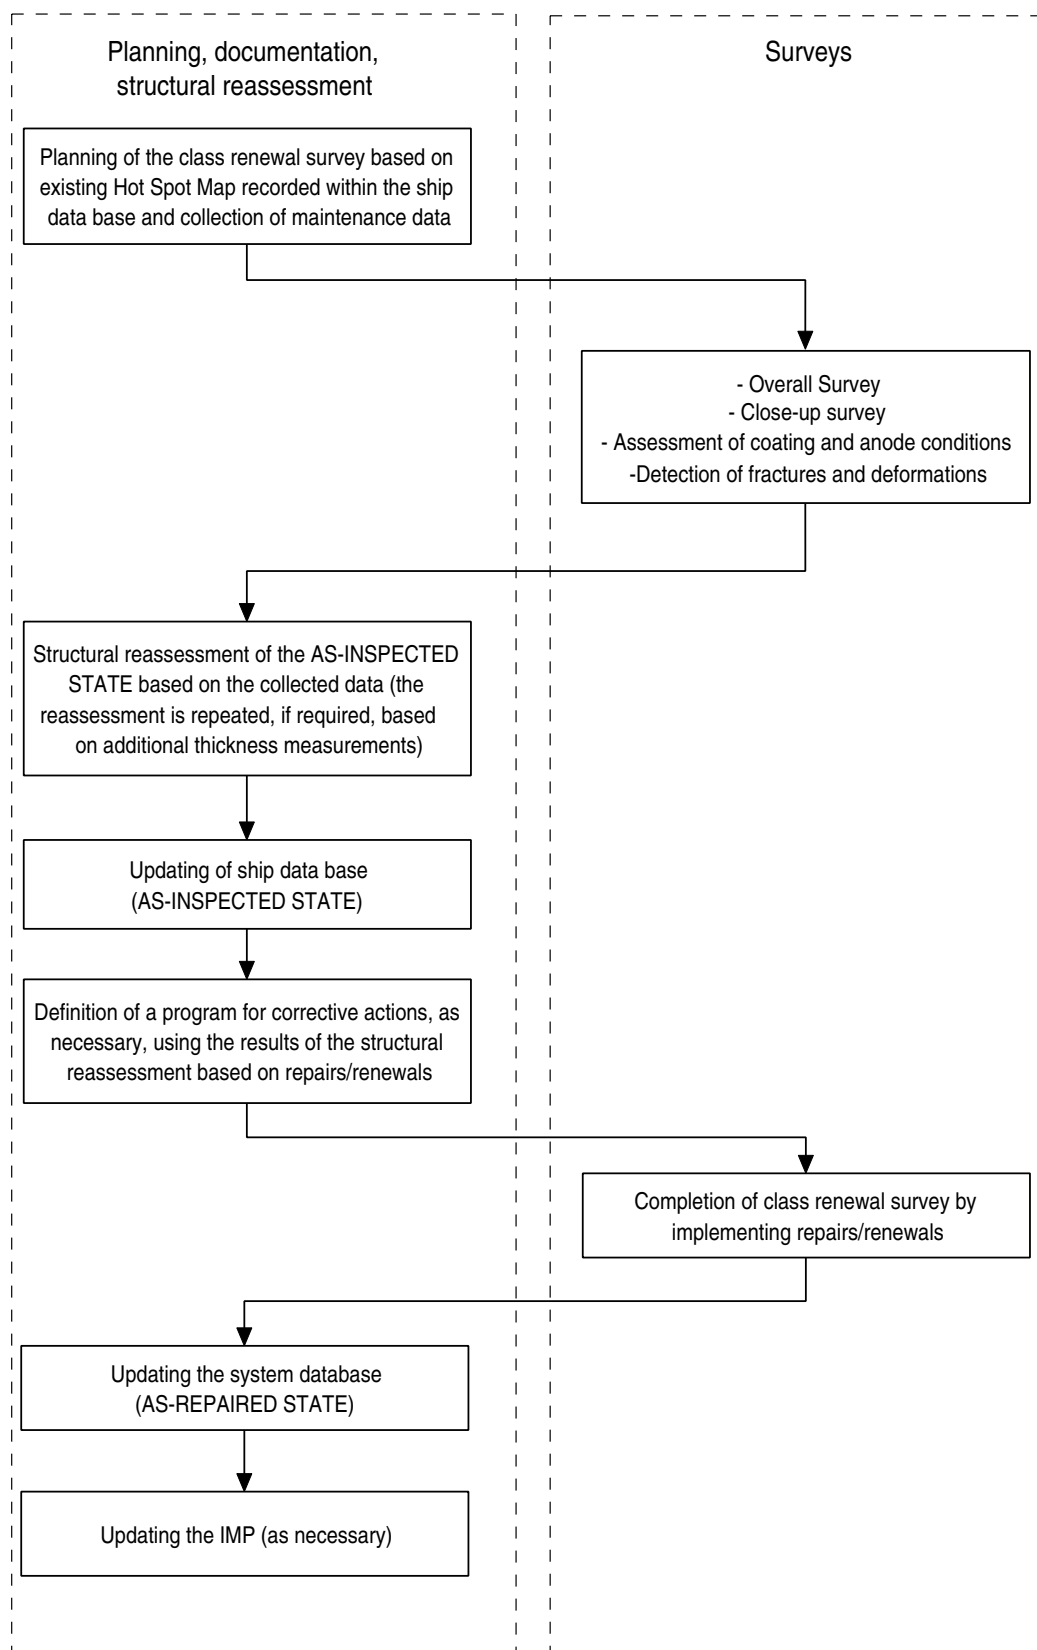 Planning, documentation,
structural reassessment
Surveys
Planning of the class renewal survey based on
existing Hot Spot Map recorded within the ship
data base and collection of maintenance data
- Overall Survey
- Close-up survey
- Assessment of coating and anode conditions
-Detection of fractures and deformations
Structural reassessment of the AS-INSPECTED
STATE based on the collected data (the
reassessment is repeated, if required, based
on additional thickness measurements)
Updating of ship data base
(AS-INSPECTED STATE)
Definition of a program for corrective actions, as
necessary, using the results of the structural
reassessment based on repairs/renewals
Completion of class renewal survey by
implementing repairs/renewals
Updating the system database
(AS-REPAIRED STATE)
Updating the IMP (as necessary)